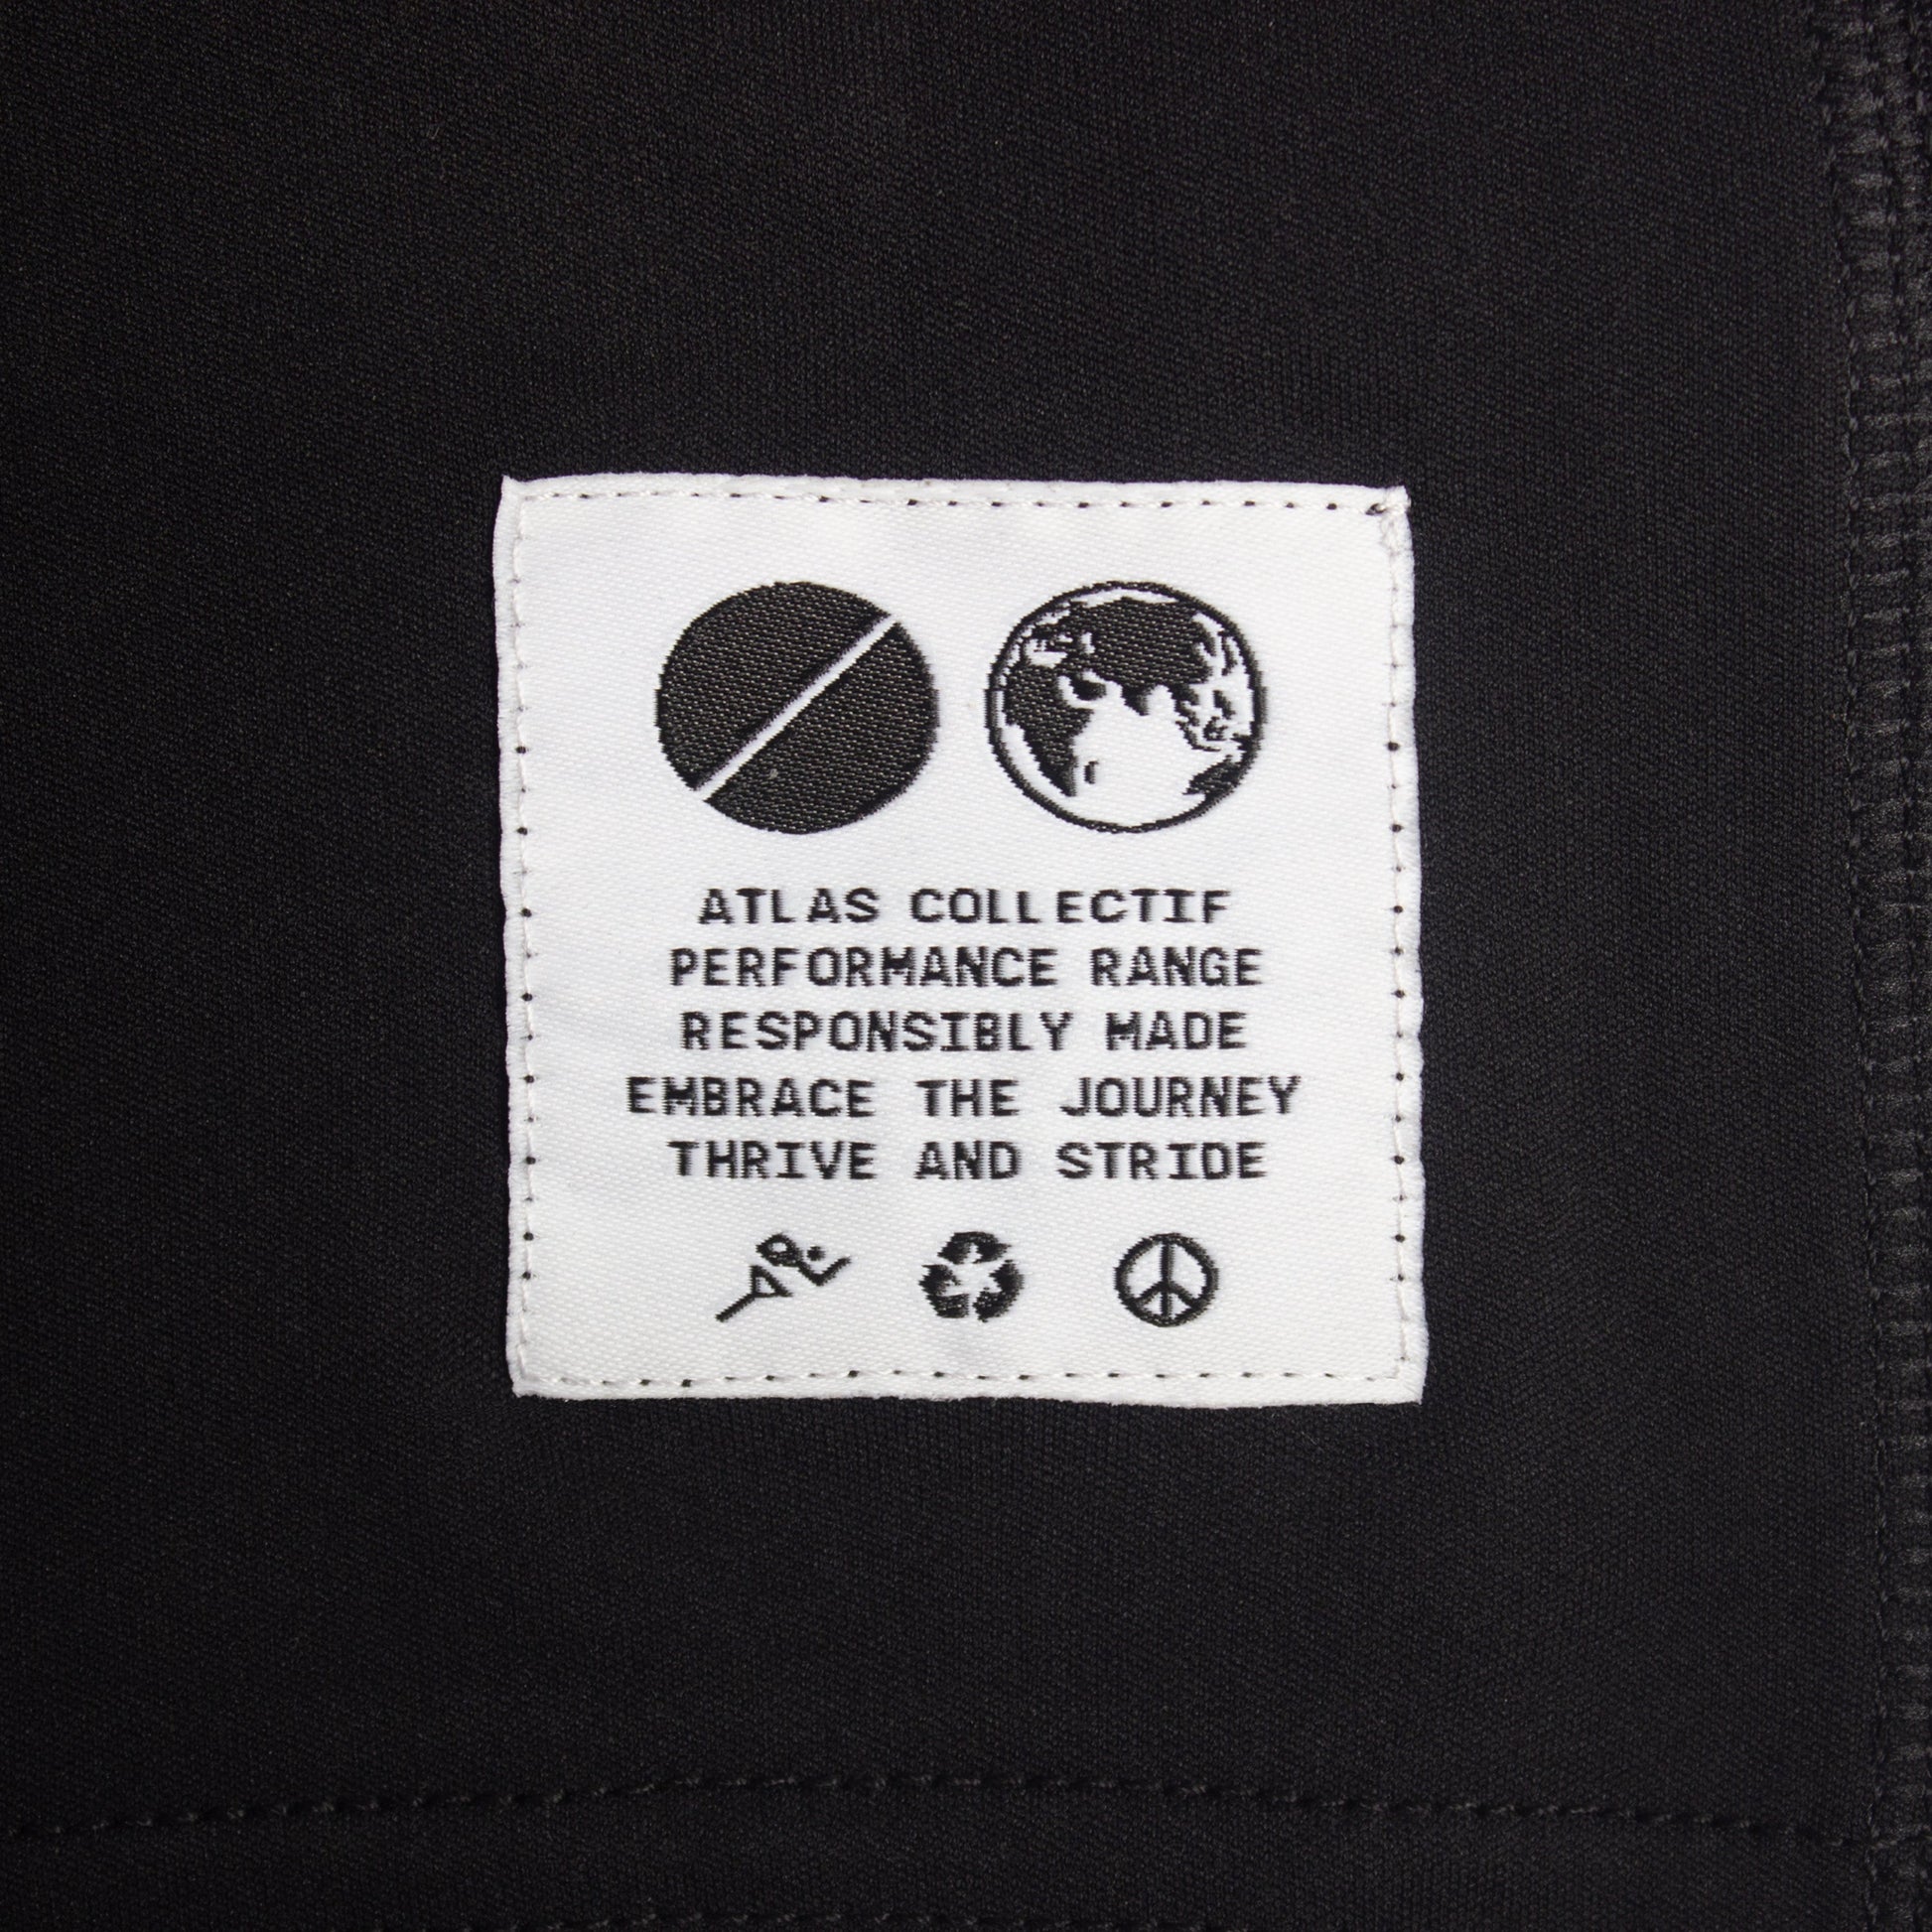 ATLAS COLLECTIF
PERFORMANCE RANGE
RESPONSIBLY MADE
EMBRACE THE JOURNEY
THRIVE AND STRIDE